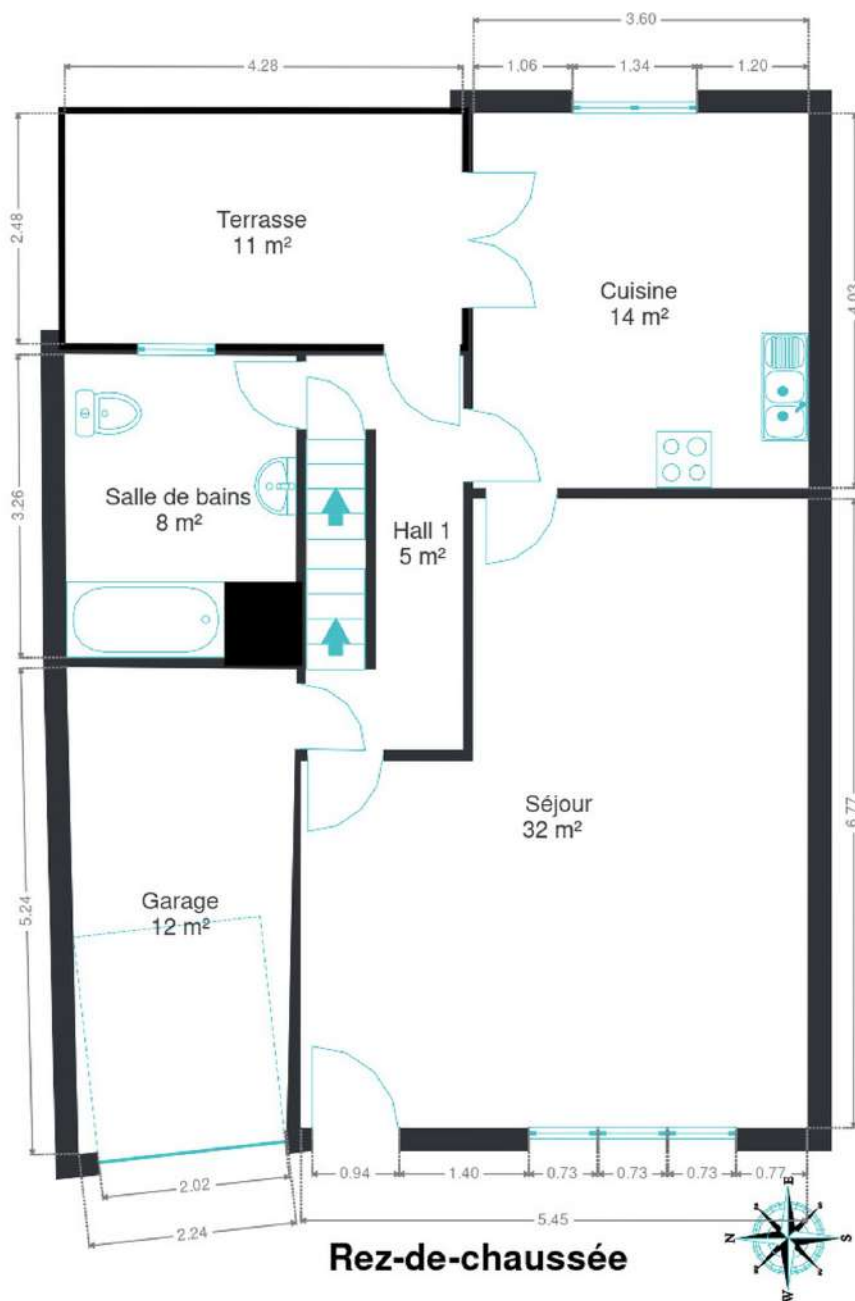 3.60
4.28
1.06
1.34
1.20
2.48
Terrasse
11 m²
Cuisine
14 m²
4.03
3.26
Salle de bains
8 m²
Hall 1
5 m²
Séjour
32 m²
6.77
5.24
Garage
12 m²
0.94
1.40
0.73
0.73
0.73
0.77
2.02
2.24
5.45
E
N
S
W
Rez-de-chaussée